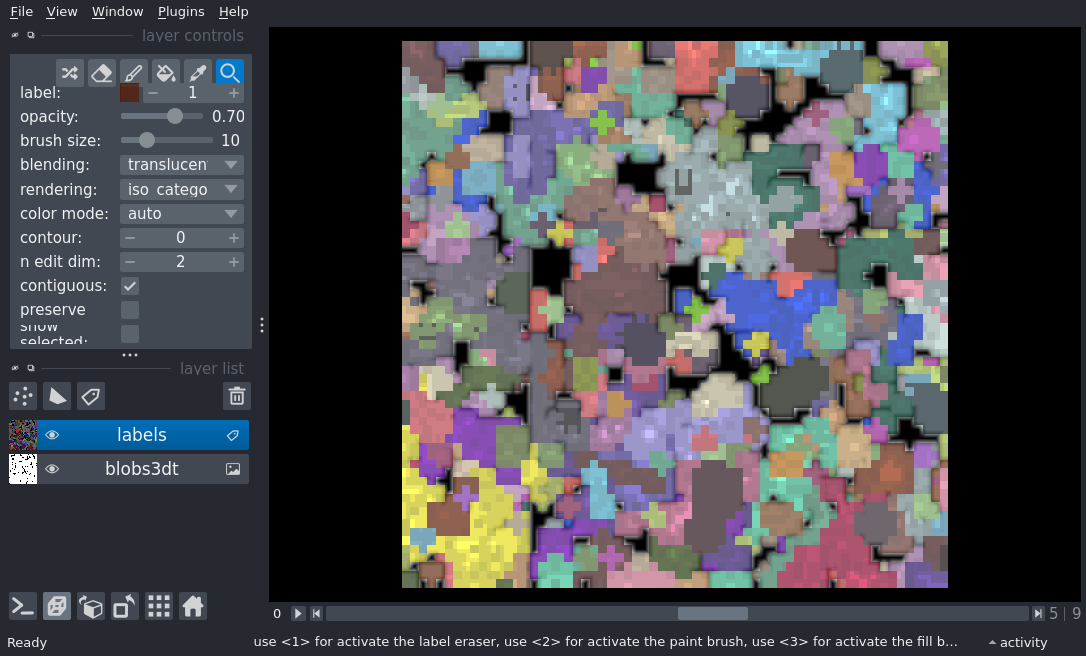 File View Window Plugins Help
layer controls
label: 1
opacity: 0.70
brush size: 10
blending: translucen
rendering: iso_catego
color mode: auto
contour: 0
n edit dim: 2
contiguous:
preserve
show
selected:
layer list
labels
blobs3dt
0 5 | 9
Ready use <1> for activate the label eraser, use <2> for activate the paint brush, use <3> for activate the fill b... activity